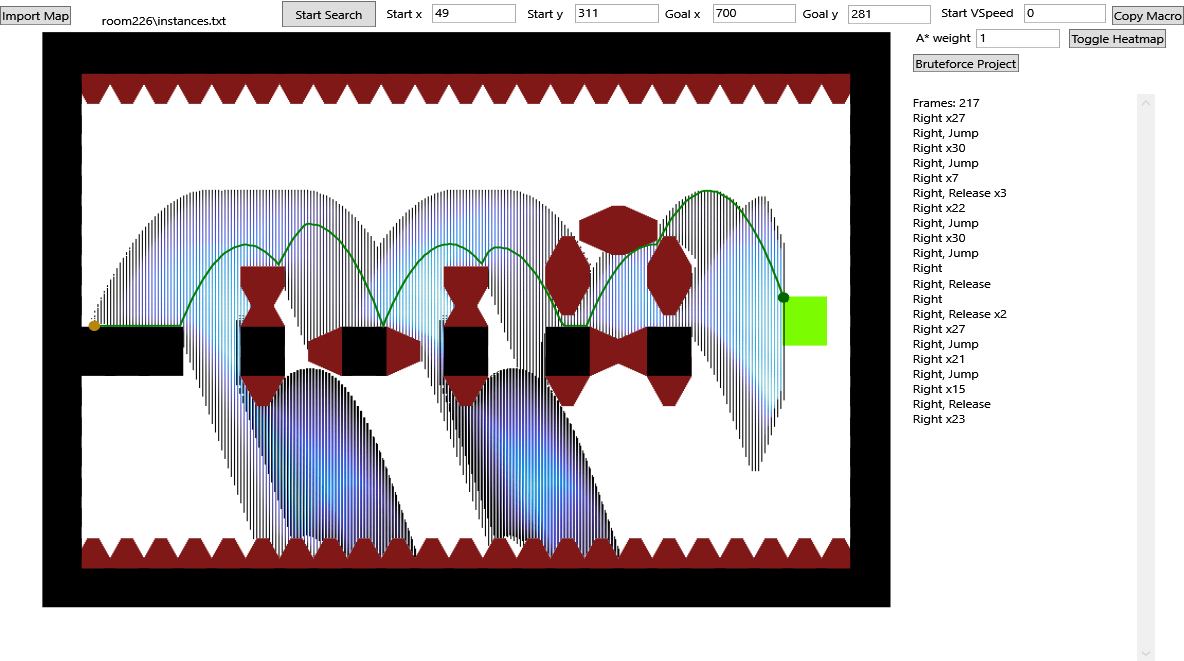 Import Map
room226\instances.txt
Start Search
Start x 49
Start y 311
Goal x 700
Goal y 281
Start VSpeed 0
Copy Macro
A* weight 1
Toggle Heatmap
Bruteforce Project
Frames: 217
Right x27
Right, Jump
Right x30
Right, Jump
Right x7
Right, Release x3
Right x22
Right, Jump
Right x30
Right, Jump
Right
Right, Release
Right
Right, Release x2
Right x27
Right, Jump
Right x21
Right, Jump
Right x15
Right, Release
Right x23